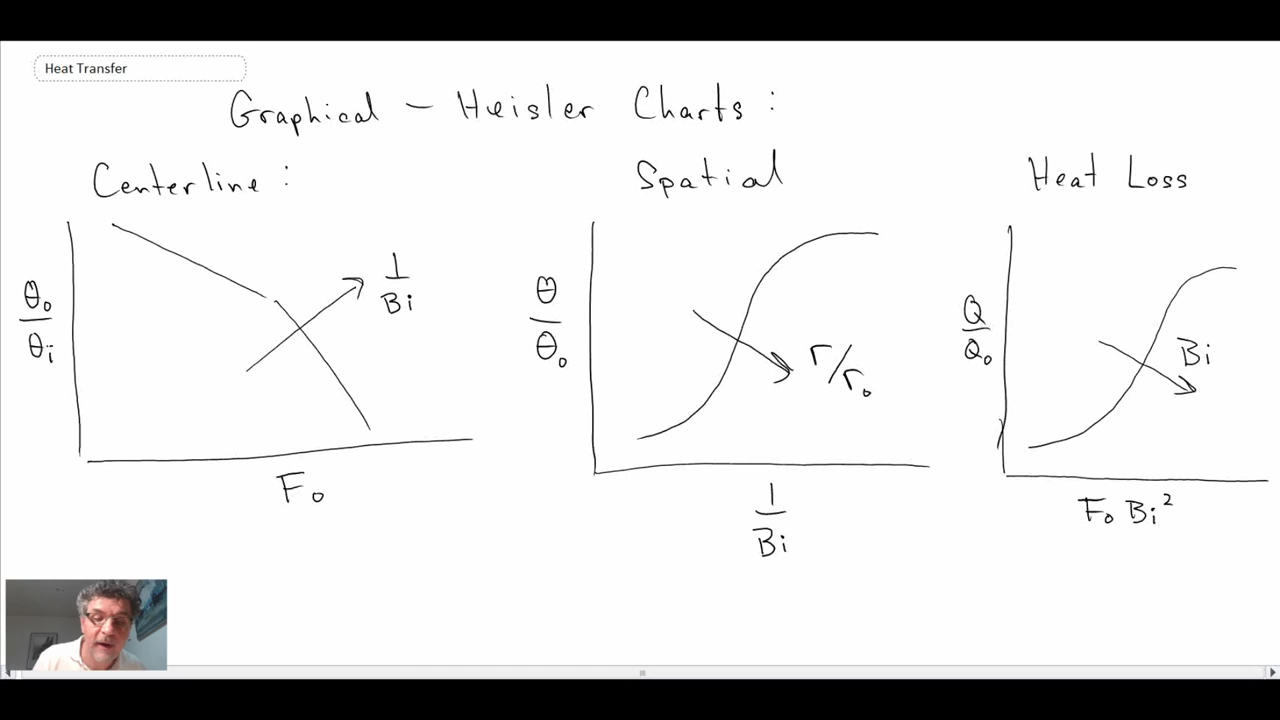 Heat Transfer
Graphical - Heisler Charts :
Centerline :
Spatial
Heat Loss
θo/θi
1/Bi
Fo
θ/θo
r/ro
1/Bi
Q/Qo
Bi
Fo Bi²